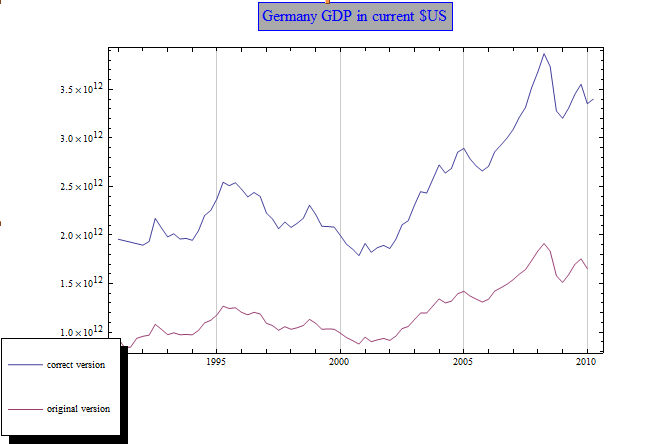 Germany GDP in current $US
3.5×10¹²
3.0×10¹²
2.5×10¹²
2.0×10¹²
1.5×10¹²
1.0×10¹²
1995 2000 2005 2010
correct version
original version